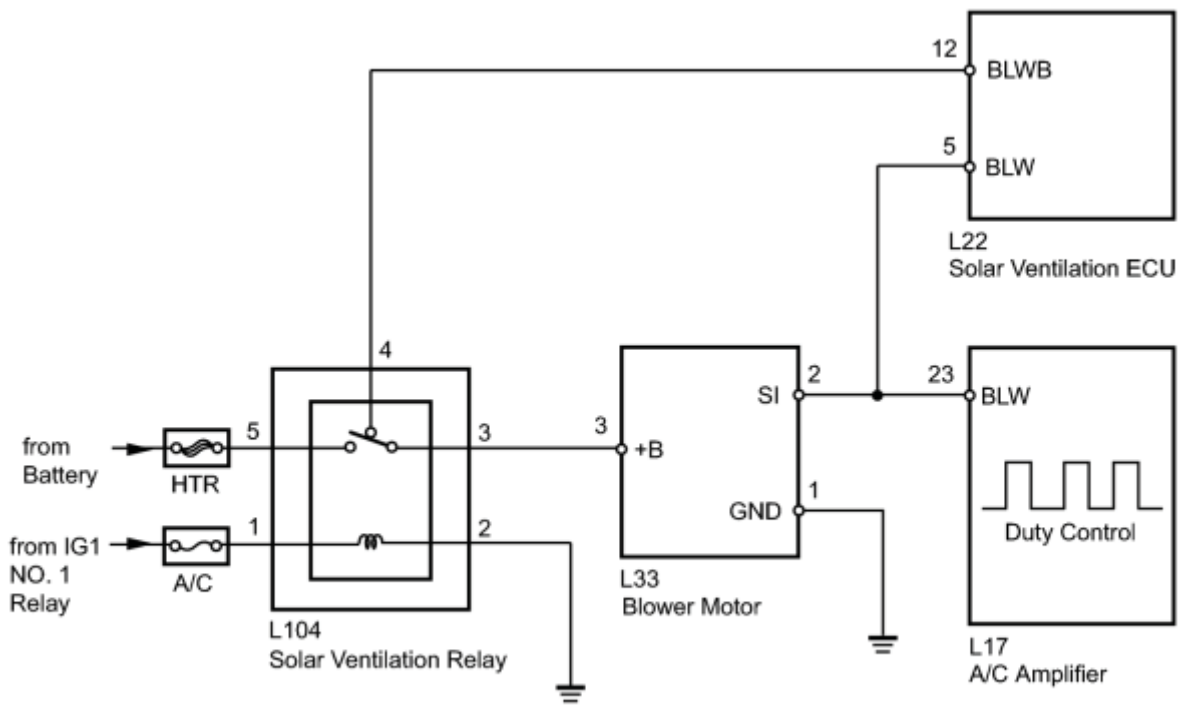 12
BLWB
5
BLW
L22
Solar Ventilation ECU
4
from
Battery
HTR
5
3
from IG1
NO. 1
Relay
A/C
1
2
L104
Solar Ventilation Relay
3
+B
SI
2
GND
1
L33
Blower Motor
23
BLW
Duty Control
L17
A/C Amplifier